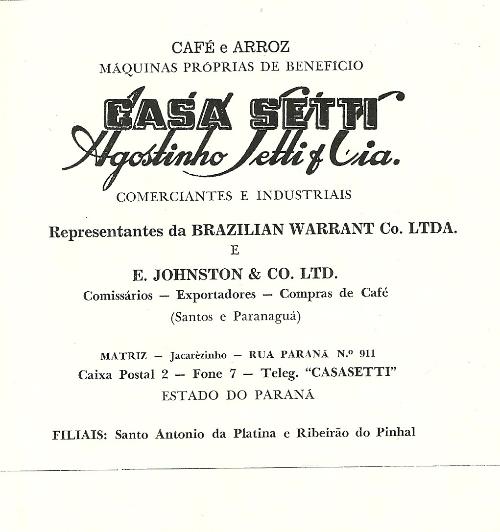 CAFÉ e ARROZ
MÁQUINAS PRÓPRIAS DE BENEFÍCIO
CASA SETTI
Agostinho Setti & Cia.
COMERCIANTES E INDUSTRIAIS
Representantes da BRAZILIAN WARRANT Co. LTDA.
E
E. JOHNSTON & CO. LTD.
Comissários — Exportadores — Compras de Café
(Santos e Paranaguá)
MATRIZ — Jacarèzinho — RUA PARANÁ N.º 911
Caixa Postal 2 — Fone 7 — Teleg. "CASASETTI"
ESTADO DO PARANÁ
FILIAIS: Santo Antonio da Platina e Ribeirão do Pinhal